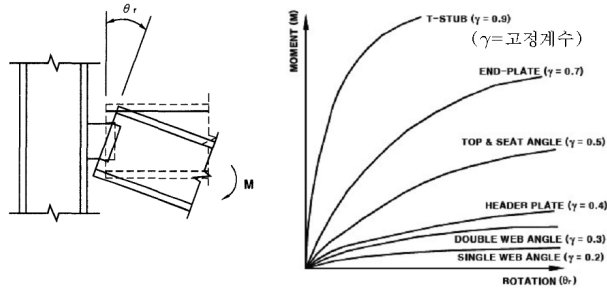 θr
M
MOMENT (M)
T-STUB (γ = 0.9)
(γ=고정계수)
END-PLATE (γ = 0.7)
TOP & SEAT ANGLE (γ = 0.5)
HEADER PLATE (γ = 0.4)
DOUBLE WEB ANGLE (γ = 0.3)
SINGLE WEB ANGLE (γ = 0.2)
ROTATION (θr)